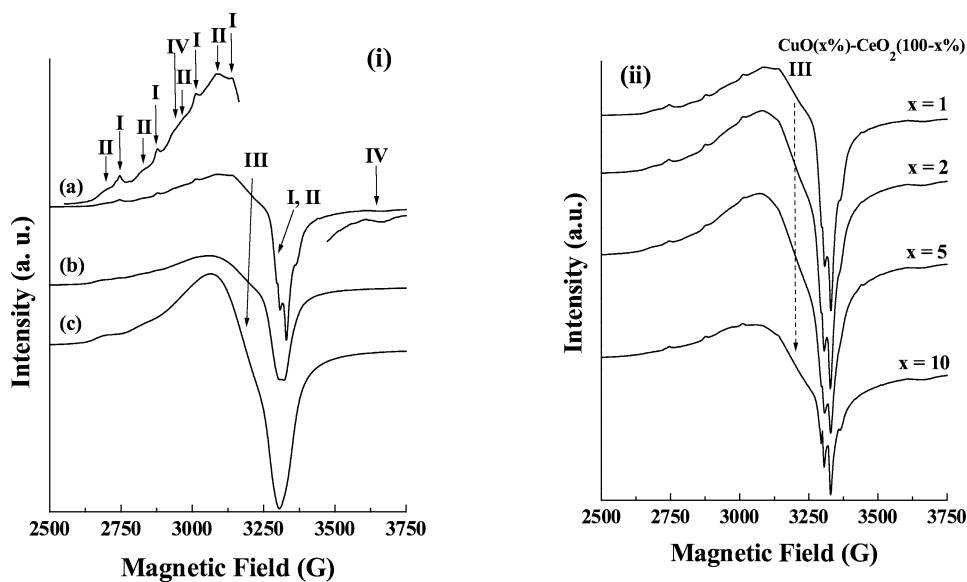 I
II
I
IV
II
I
II
I
II
(i)
III
IV
(a)
I, II
(b)
(c)
Intensity (a. u.)
2500 2750 3000 3250 3500 3750
Magnetic Field (G)
CuO(x%)-CeO2(100-x%)
(ii)
III
x = 1
x = 2
x = 5
x = 10
Intensity (a.u.)
2500 2750 3000 3250 3500 3750
Magnetic Field (G)